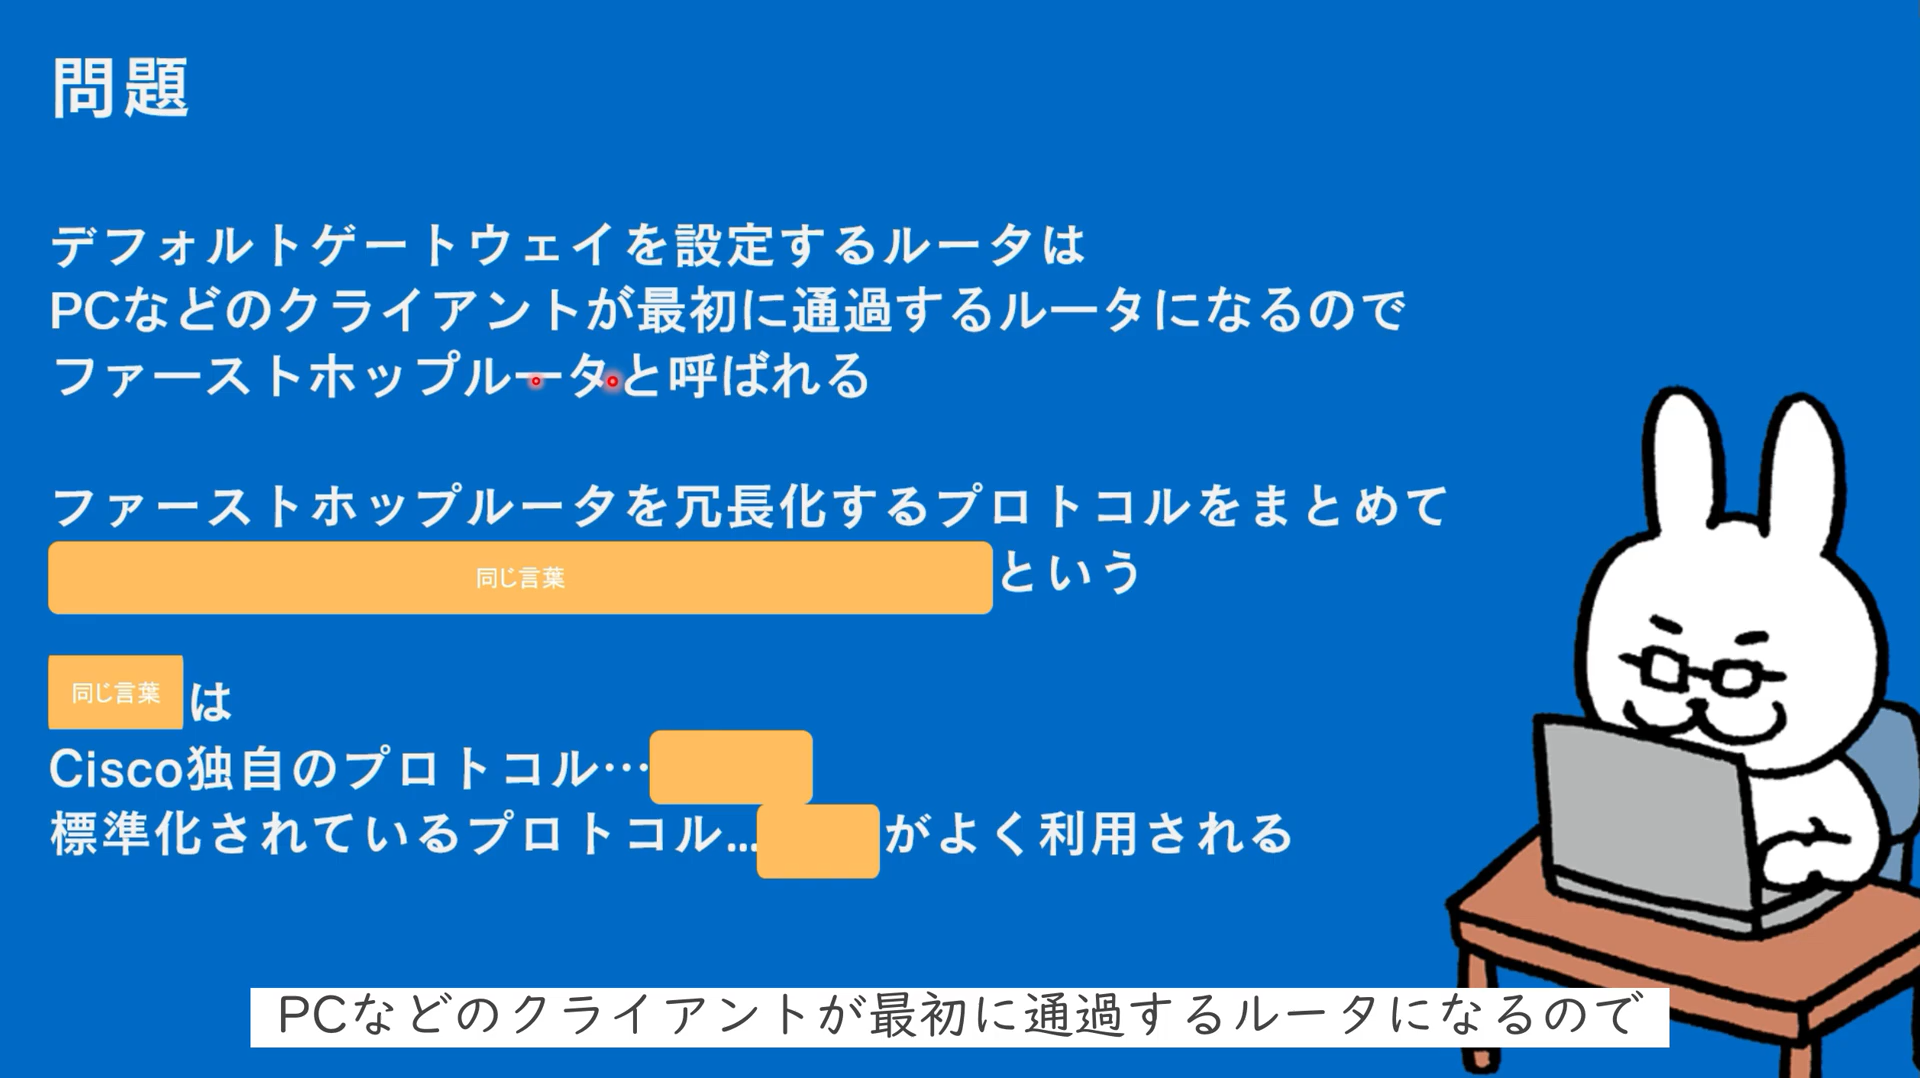 問題
デフォルトゲートウェイを設定するルータは
PCなどのクライアントが最初に通過するルータになるので
ファーストホップルータと呼ばれる
ファーストホップルータを冗長化するプロトコルをまとめて
同じ言葉という
同じ言葉は
Cisco独自のプロトコル…
標準化されているプロトコル...がよく利用される
PCなどのクライアントが最初に通過するルータになるので